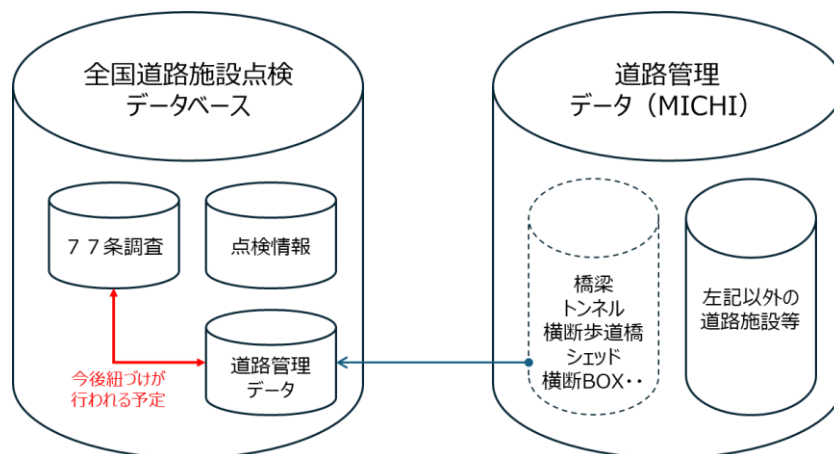 全国道路施設点検
データベース
７７条調査
点検情報
道路管理
データ
今後紐づけが
行われる予定
道路管理
データ（MICHI）
橋梁
トンネル
横断歩道橋
シェッド
横断BOX・・
左記以外の
道路施設等